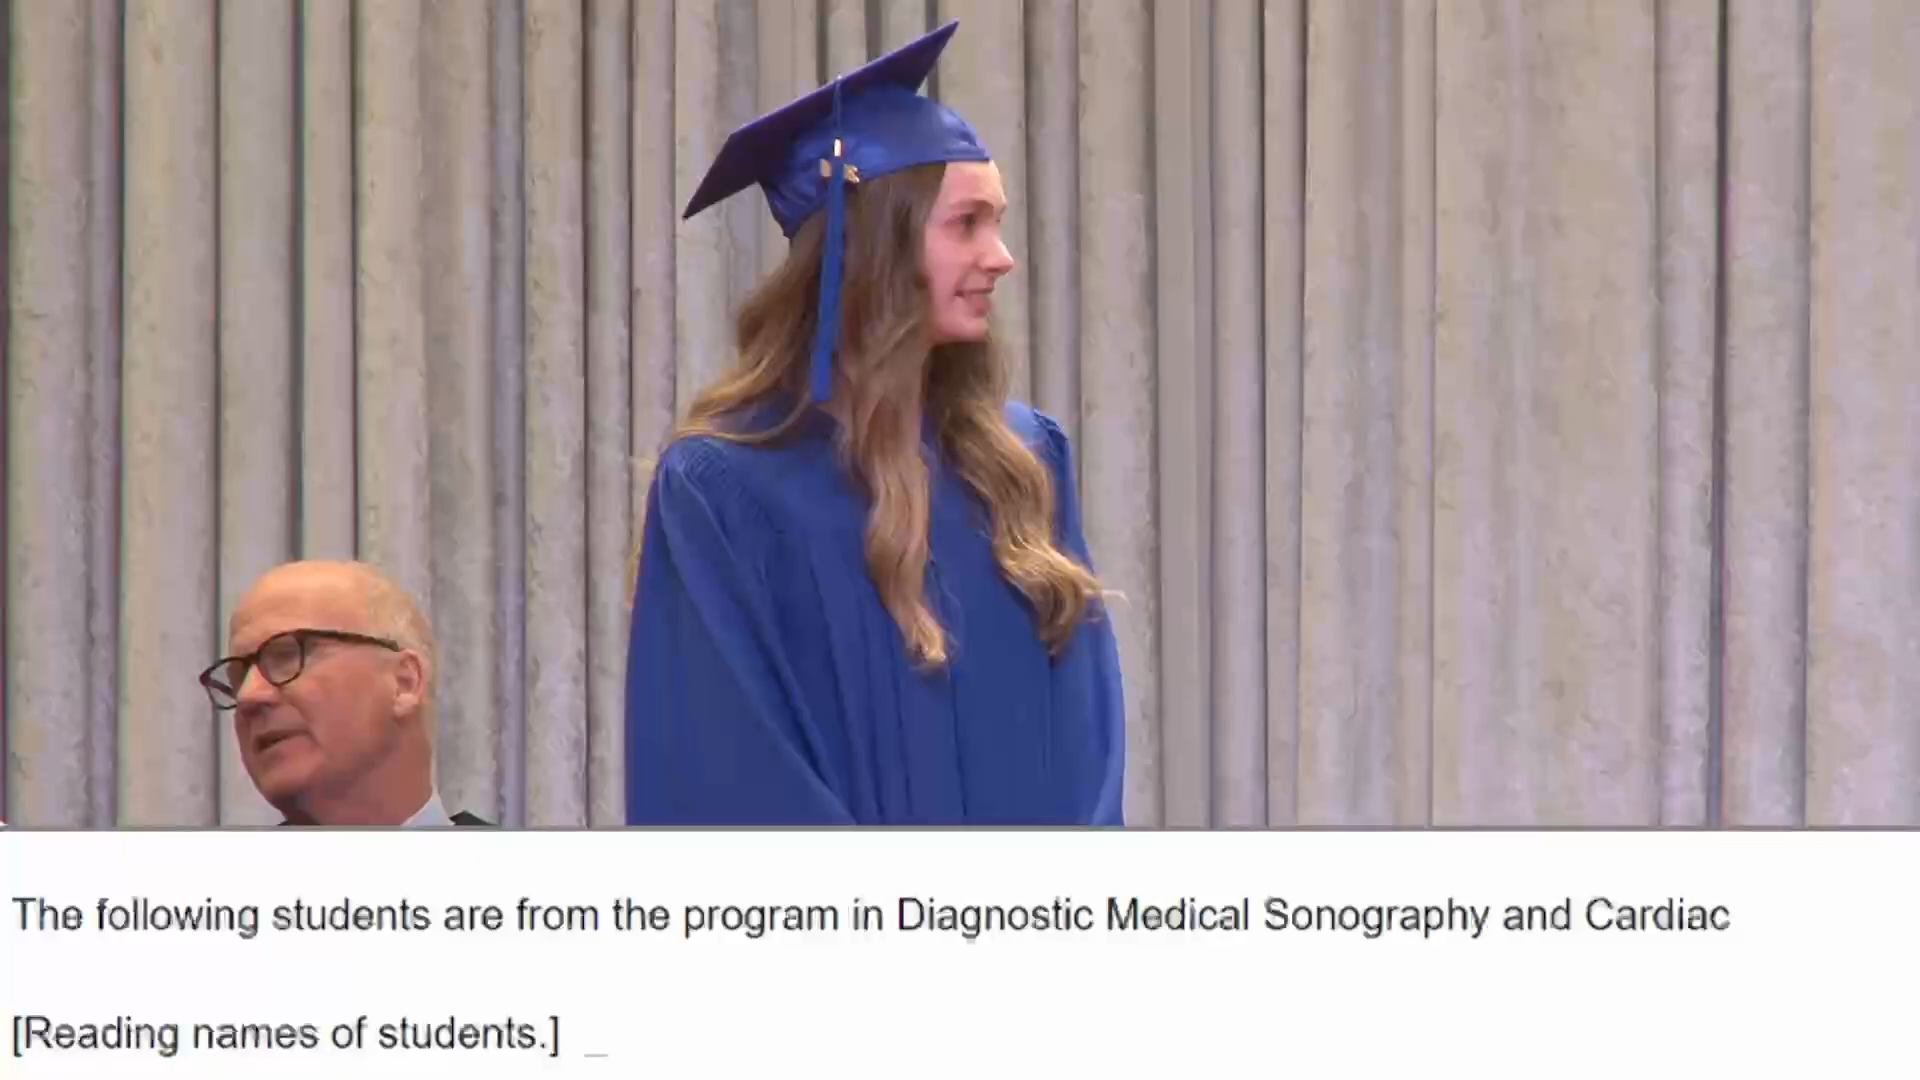 The following students are from the program in Diagnostic Medical Sonography and Cardiac
[Reading names of students.]